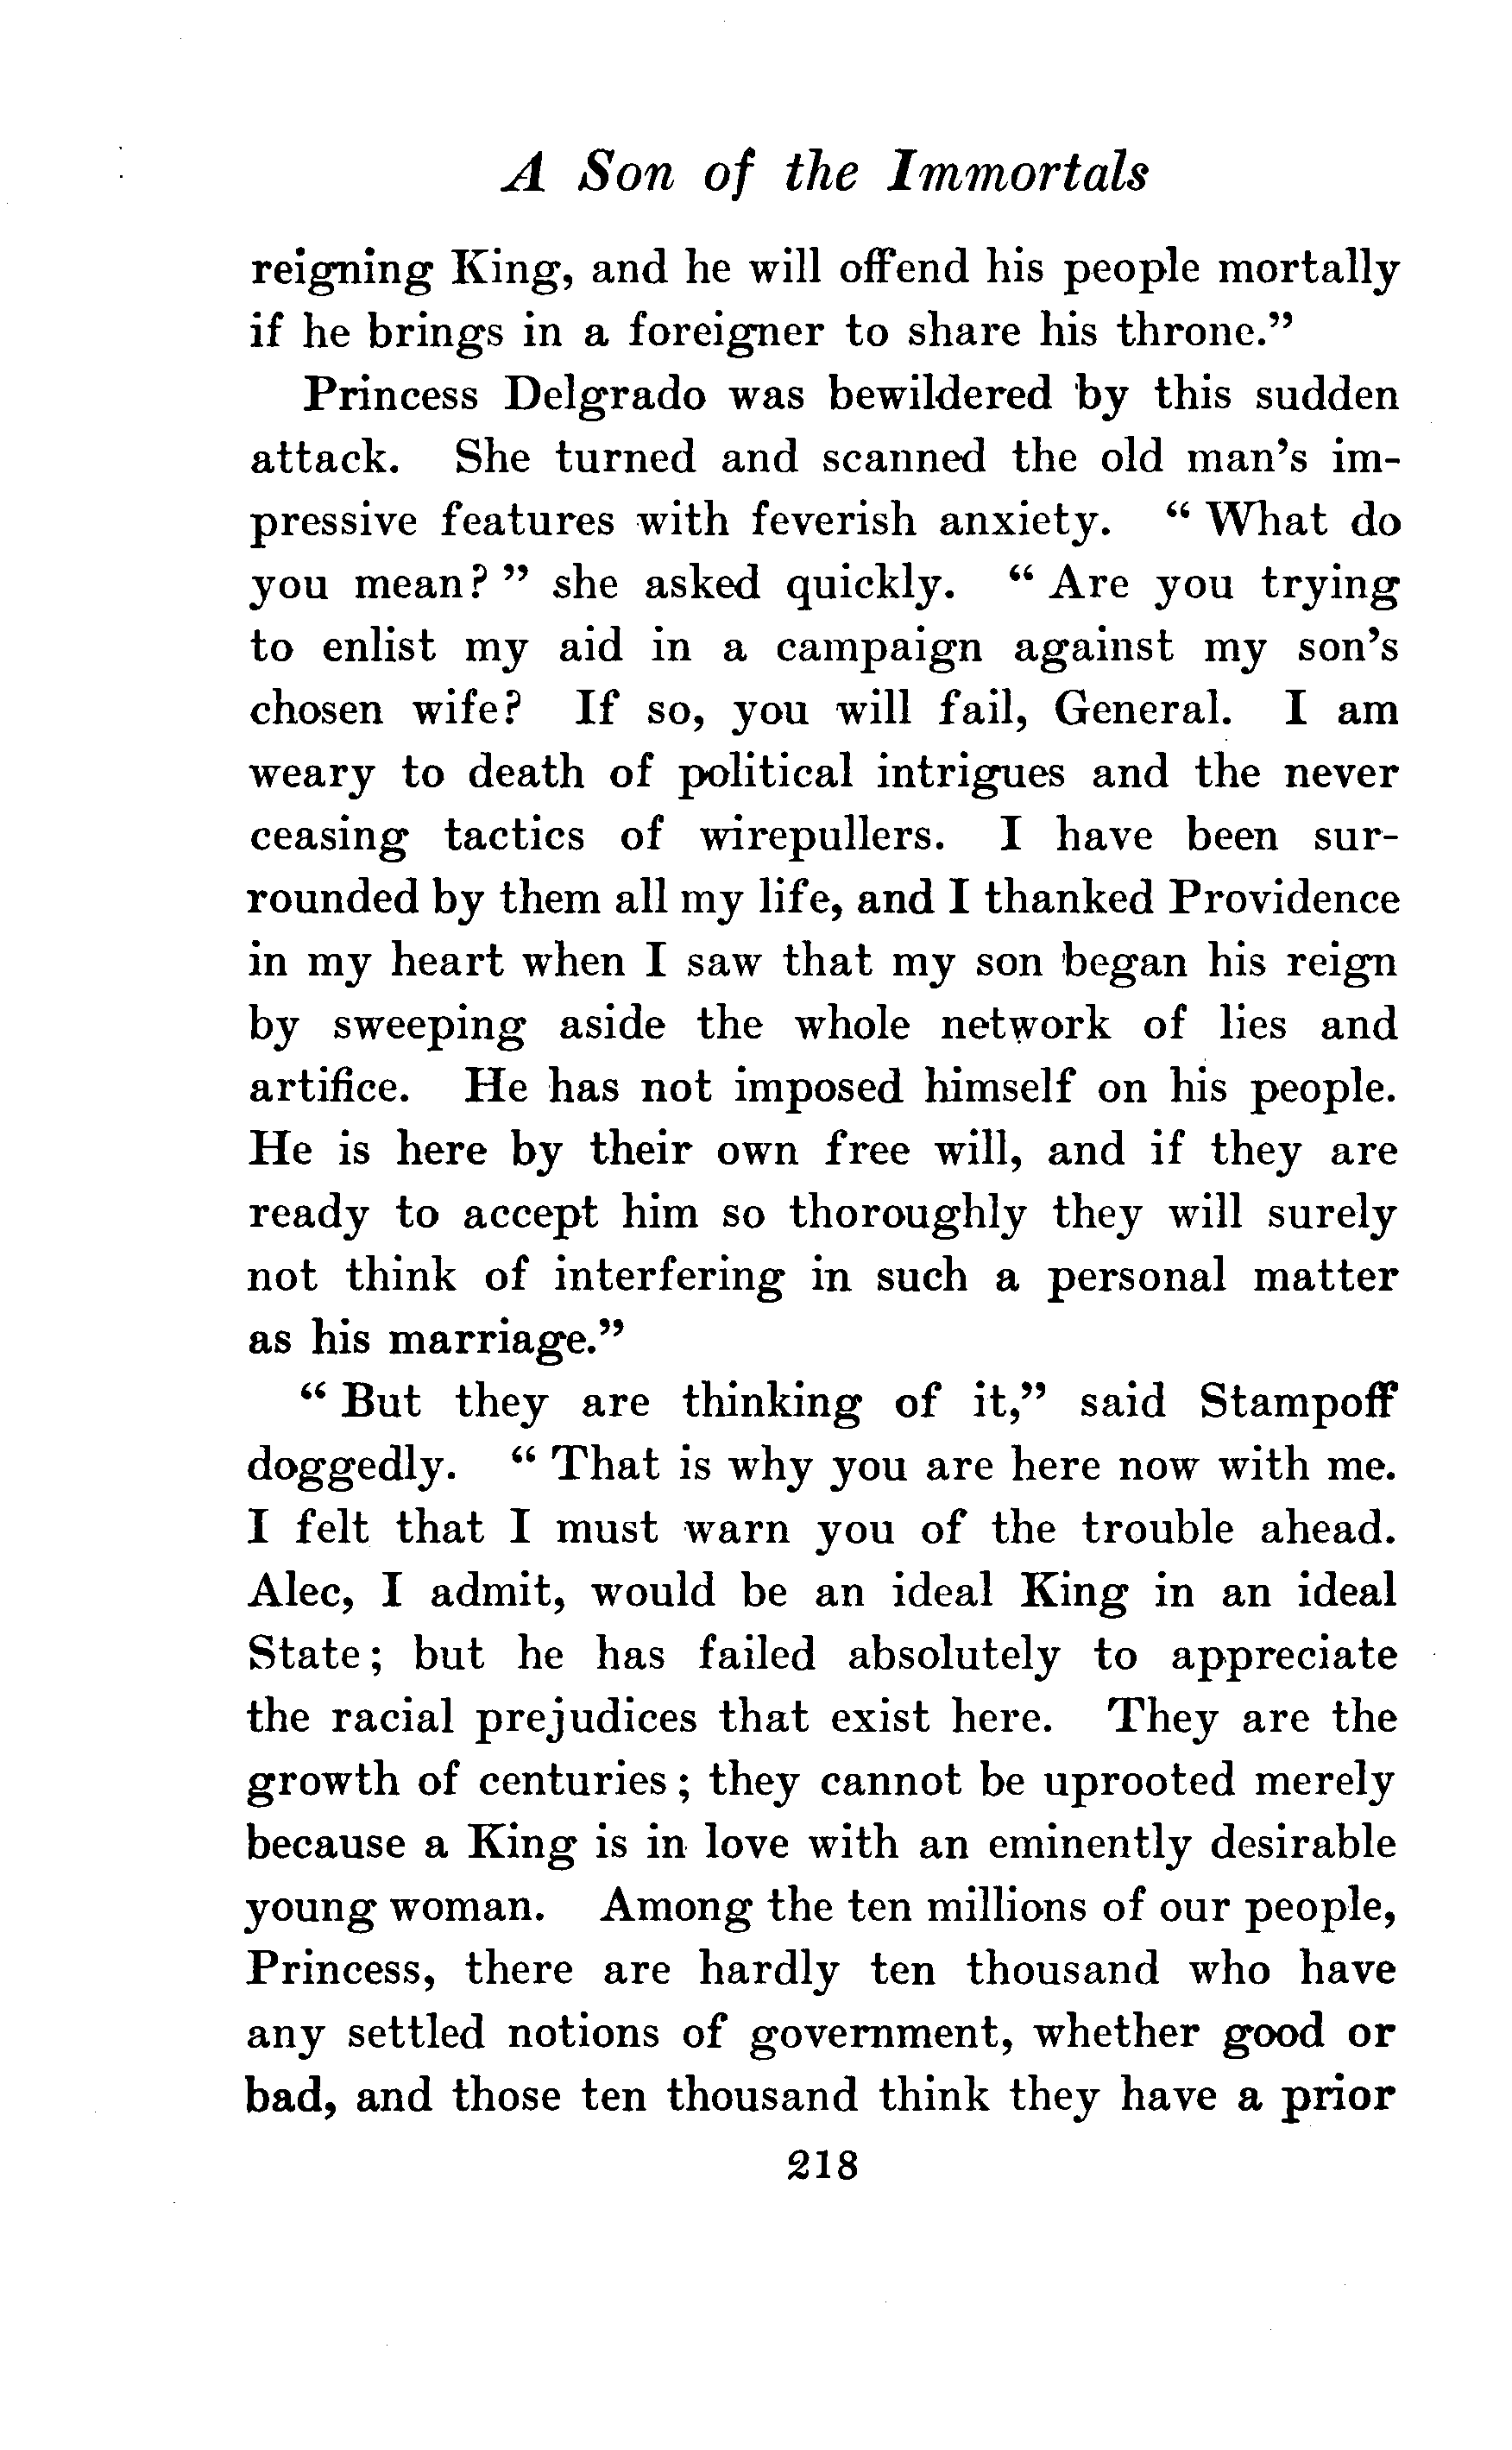 A Son of the Immortals
reigning King, and he will offend his people mortally
if he brings in a foreigner to share his throne."
Princess Delgrado was bewildered by this sudden
attack. She turned and scanned the old man's im-
pressive features with feverish anxiety. "What do
you mean?" she asked quickly. "Are you trying
to enlist my aid in a campaign against my son's
chosen wife? If so, you will fail, General. I am
weary to death of political intrigues and the never
ceasing tactics of wirepullers. I have been sur-
rounded by them all my life, and I thanked Providence
in my heart when I saw that my son began his reign
by sweeping aside the whole network of lies and
artifice. He has not imposed himself on his people.
He is here by their own free will, and if they are
ready to accept him so thoroughly they will surely
not think of interfering in such a personal matter
as his marriage."
"But they are thinking of it," said Stampoff
doggedly. "That is why you are here now with me.
I felt that I must warn you of the trouble ahead.
Alec, I admit, would be an ideal King in an ideal
State; but he has failed absolutely to appreciate
the racial prejudices that exist here. They are the
growth of centuries; they cannot be uprooted merely
because a King is in love with an eminently desirable
young woman. Among the ten millions of our people,
Princess, there are hardly ten thousand who have
any settled notions of government, whether good or
bad, and those ten thousand think they have a prior
218